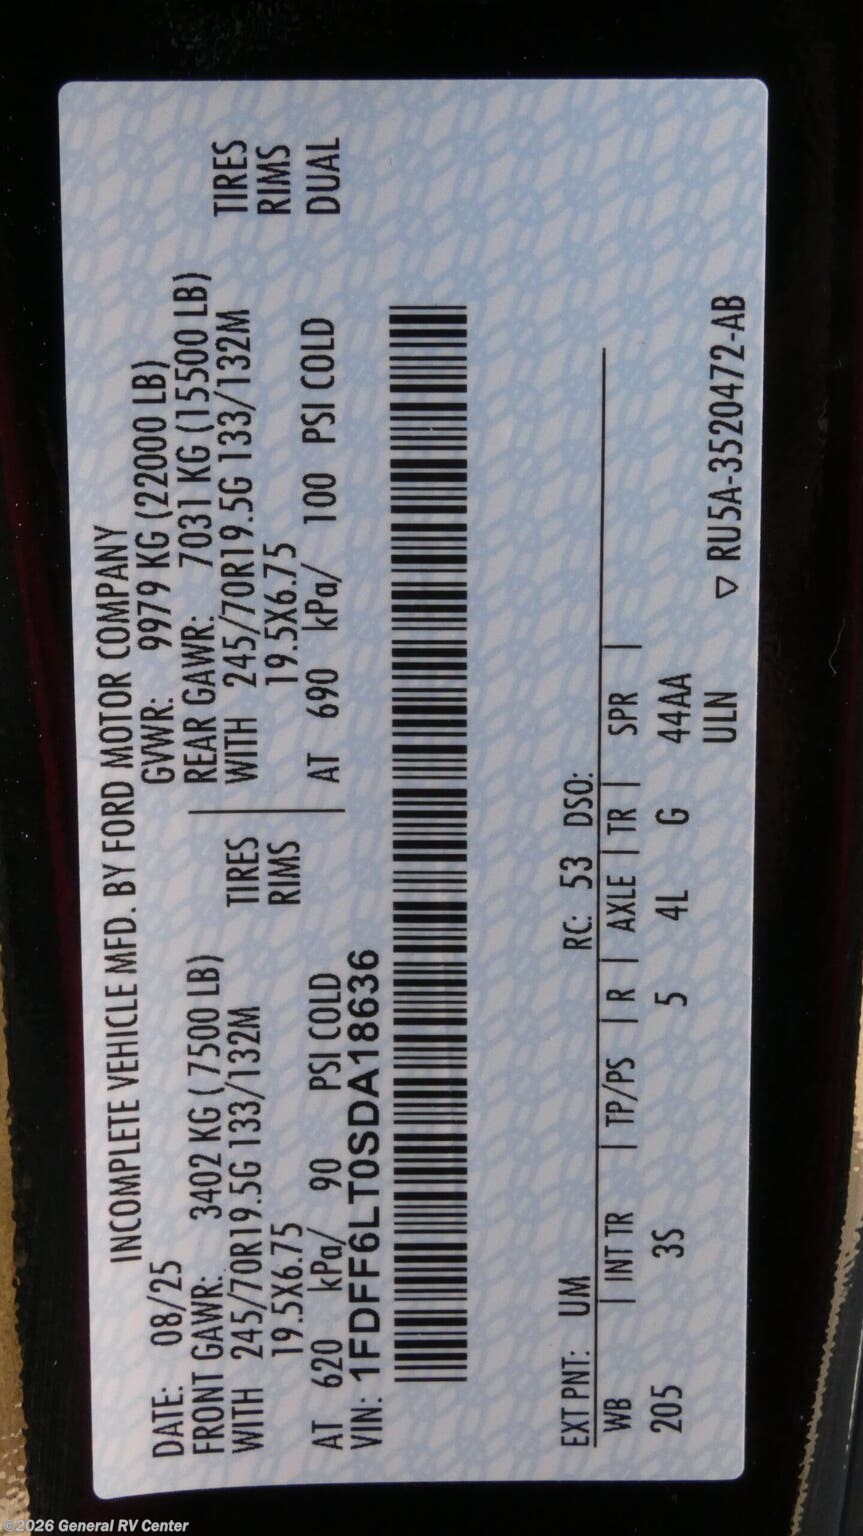 INCOMPLETE VEHICLE MFD. BY FORD MOTOR COMPANY
DATE: 08/25 GVWR: 9979 KG (22000 LB)
FRONT GAWR: 3402 KG ( 7500 LB) REAR GAWR: 7031 KG (15500 LB)
WITH 245/70R19.5G 133/132M TIRES WITH 245/70R19.5G 133/132M TIRES
19.5X6.75 RIMS 19.5X6.75 RIMS
AT 620 kPa/ 90 PSI COLD AT 690 kPa/ 100 PSI COLD DUAL
VIN: 1FDFF6LT0SDA18636
EXT PNT: UM RC: 53 DSO:
WB | INT TR | TP/PS | R | AXLE | TR | SPR |
205 3S 5 4L G 44AA
ULN
▽ RU5A-3520472-AB
©2026 General RV Center